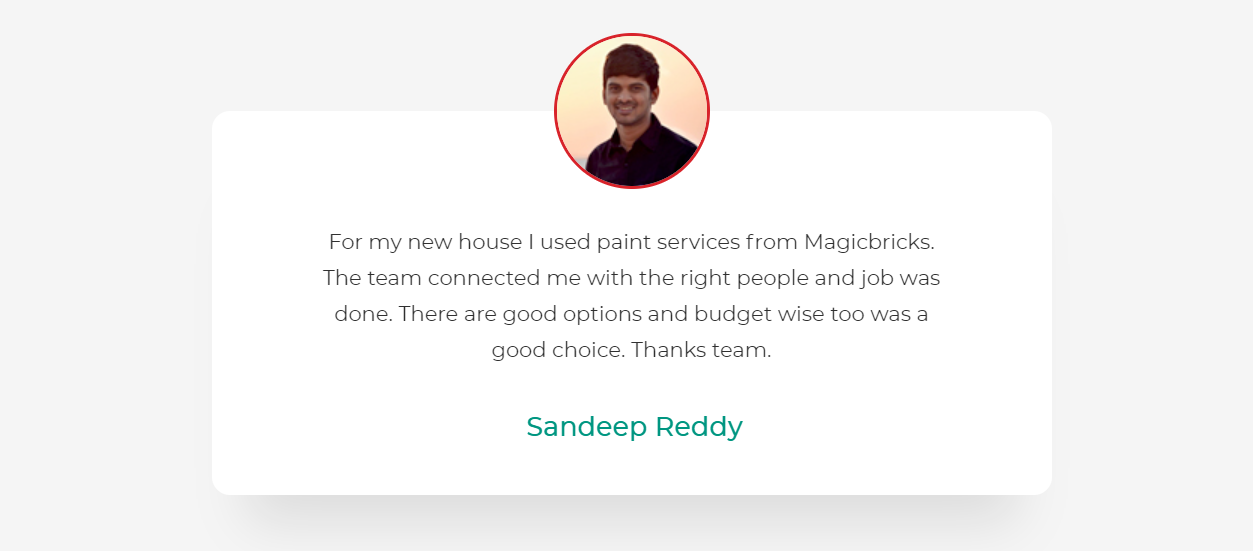 For my new house I used paint services from Magicbricks.
The team connected me with the right people and job was
done. There are good options and budget wise too was a
good choice. Thanks team.
Sandeep Reddy